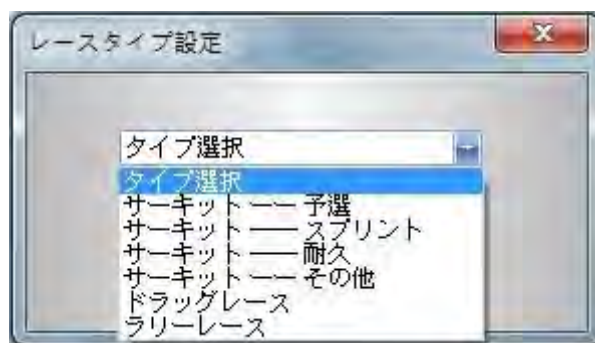 レースタイプ設定
タイプ選択
タイプ選択
サーキット ―― 予選
サーキット ―― スプリント
サーキット ―― 耐久
サーキット ―― その他
ドラッグレース
ラリーレース